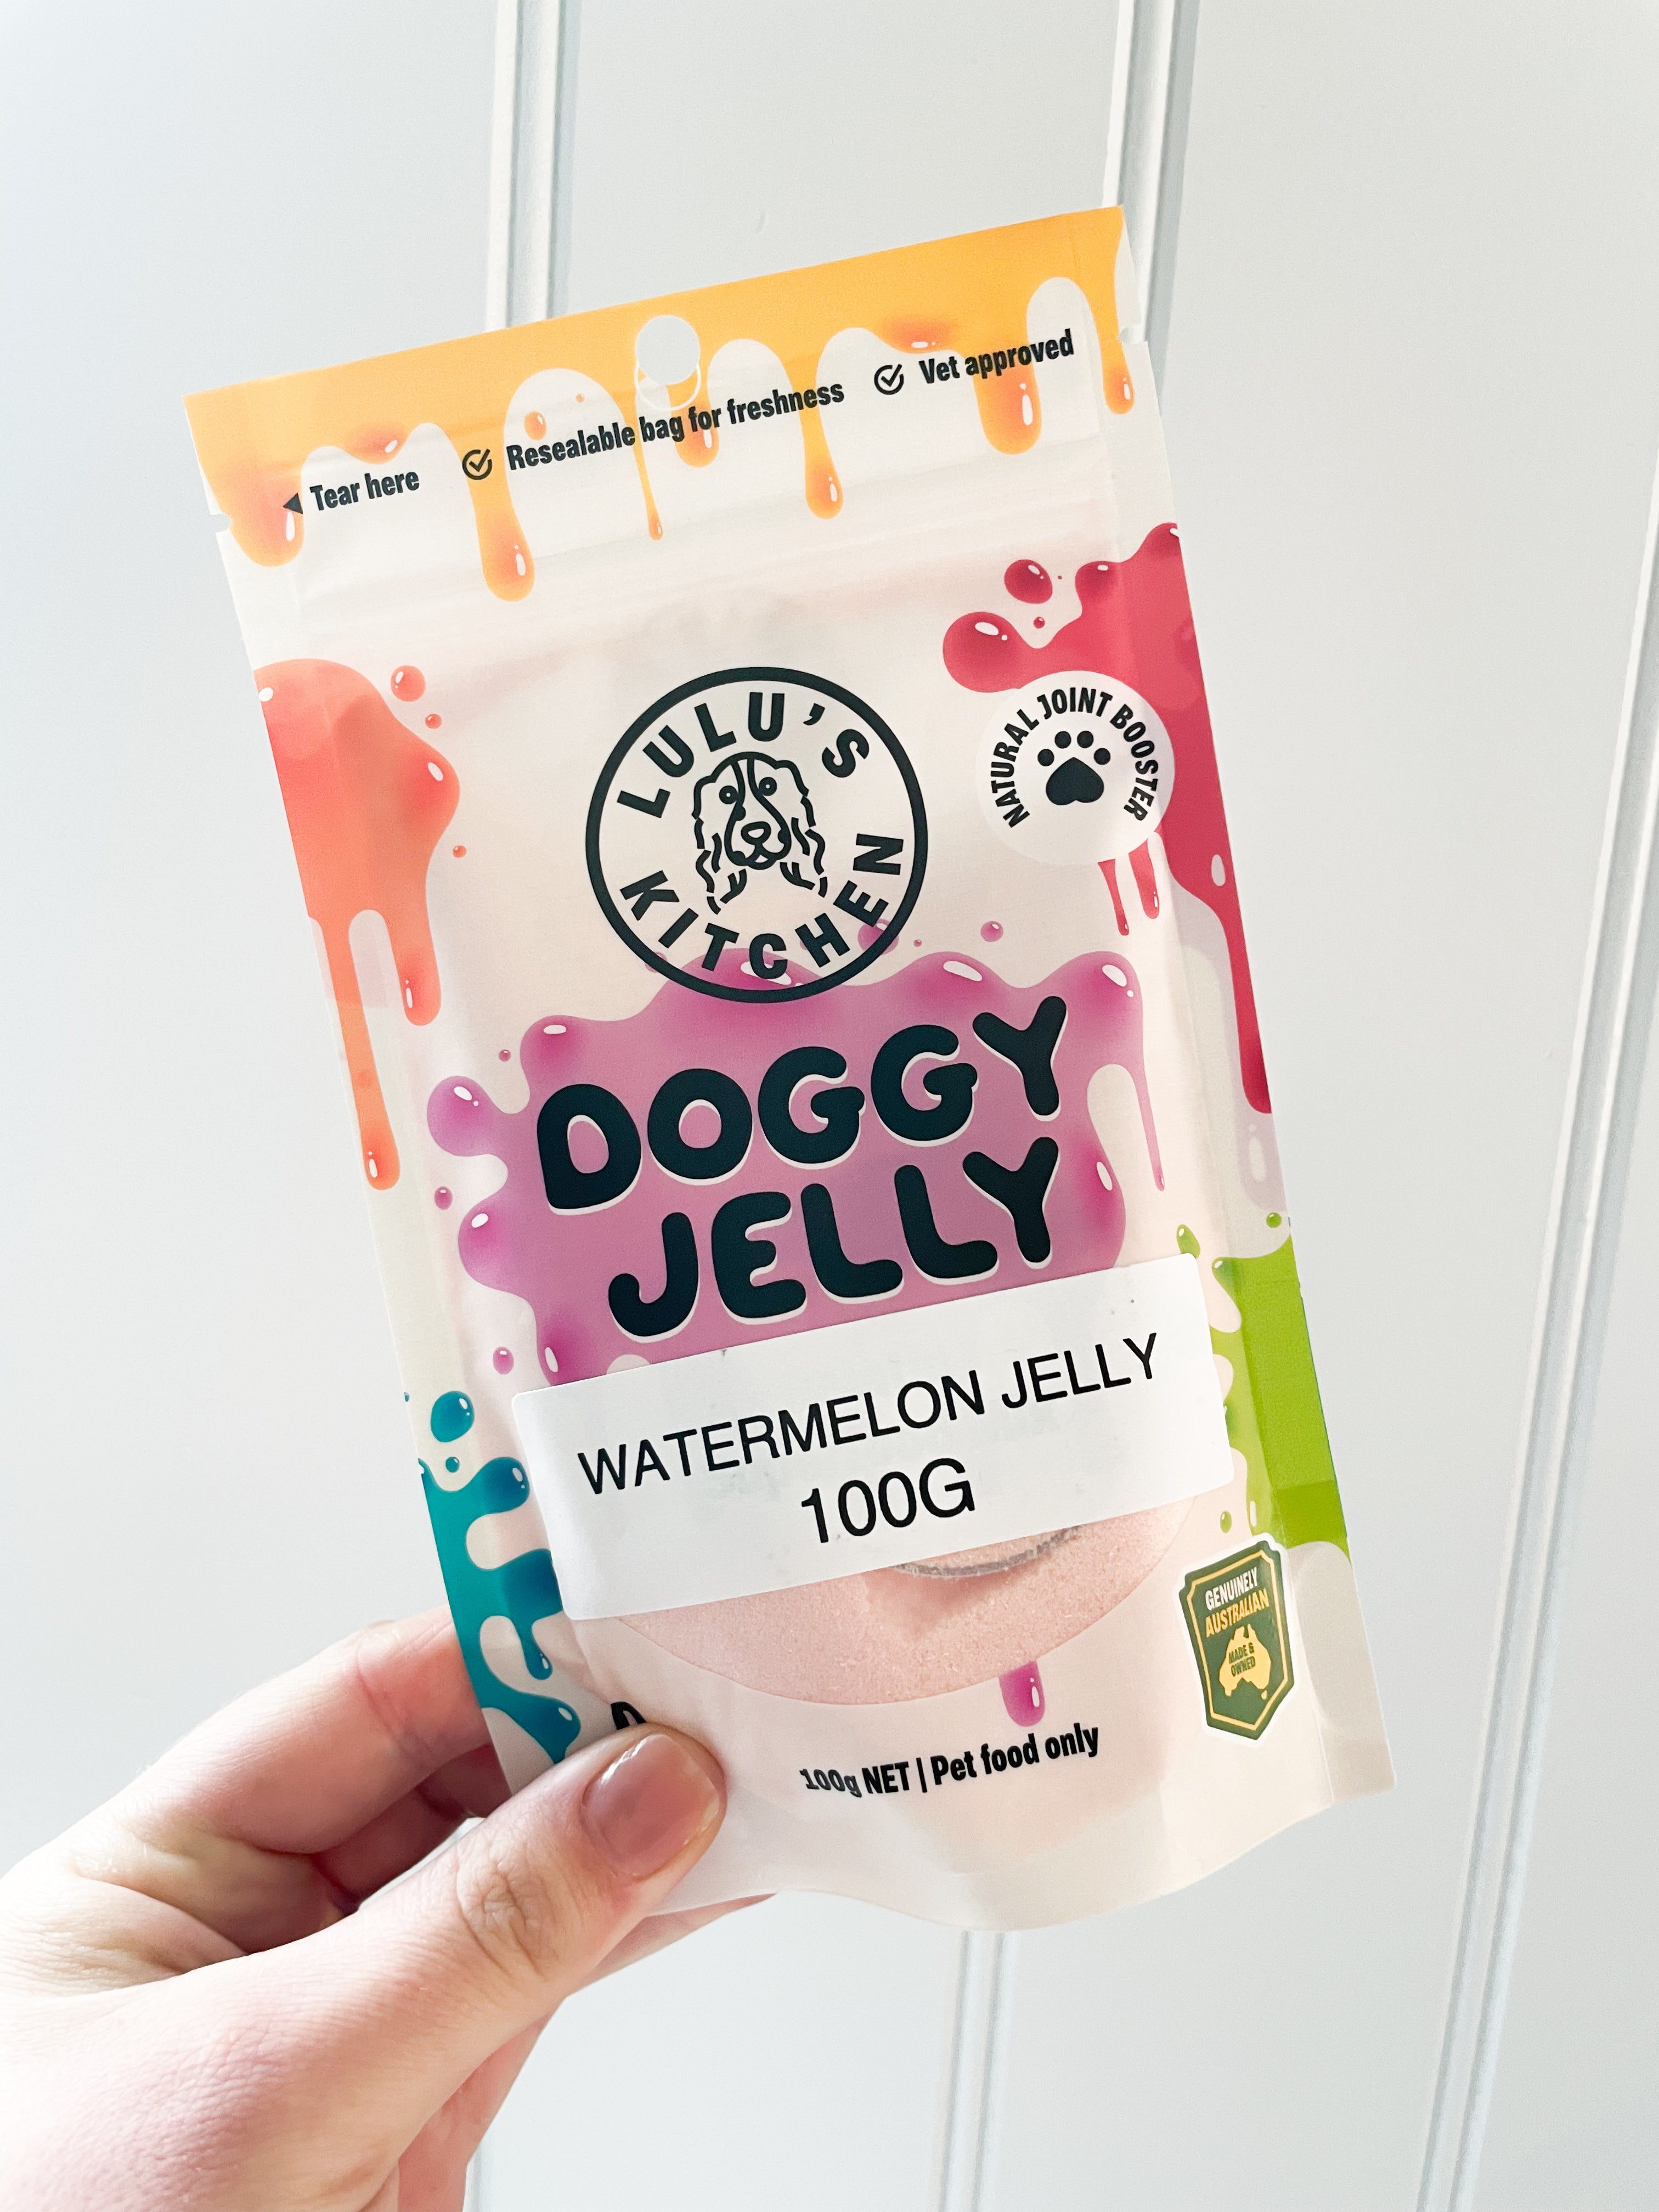 Tear here
Resealable bag for freshness
Vet approved
LULU'S
KITCHEN
NATURAL JOINT BOOSTER
DOGGY
JELLY
WATERMELON JELLY
100G
GENUINELY
AUSTRALIAN
MADE &
OWNED
100g NET | Pet food only